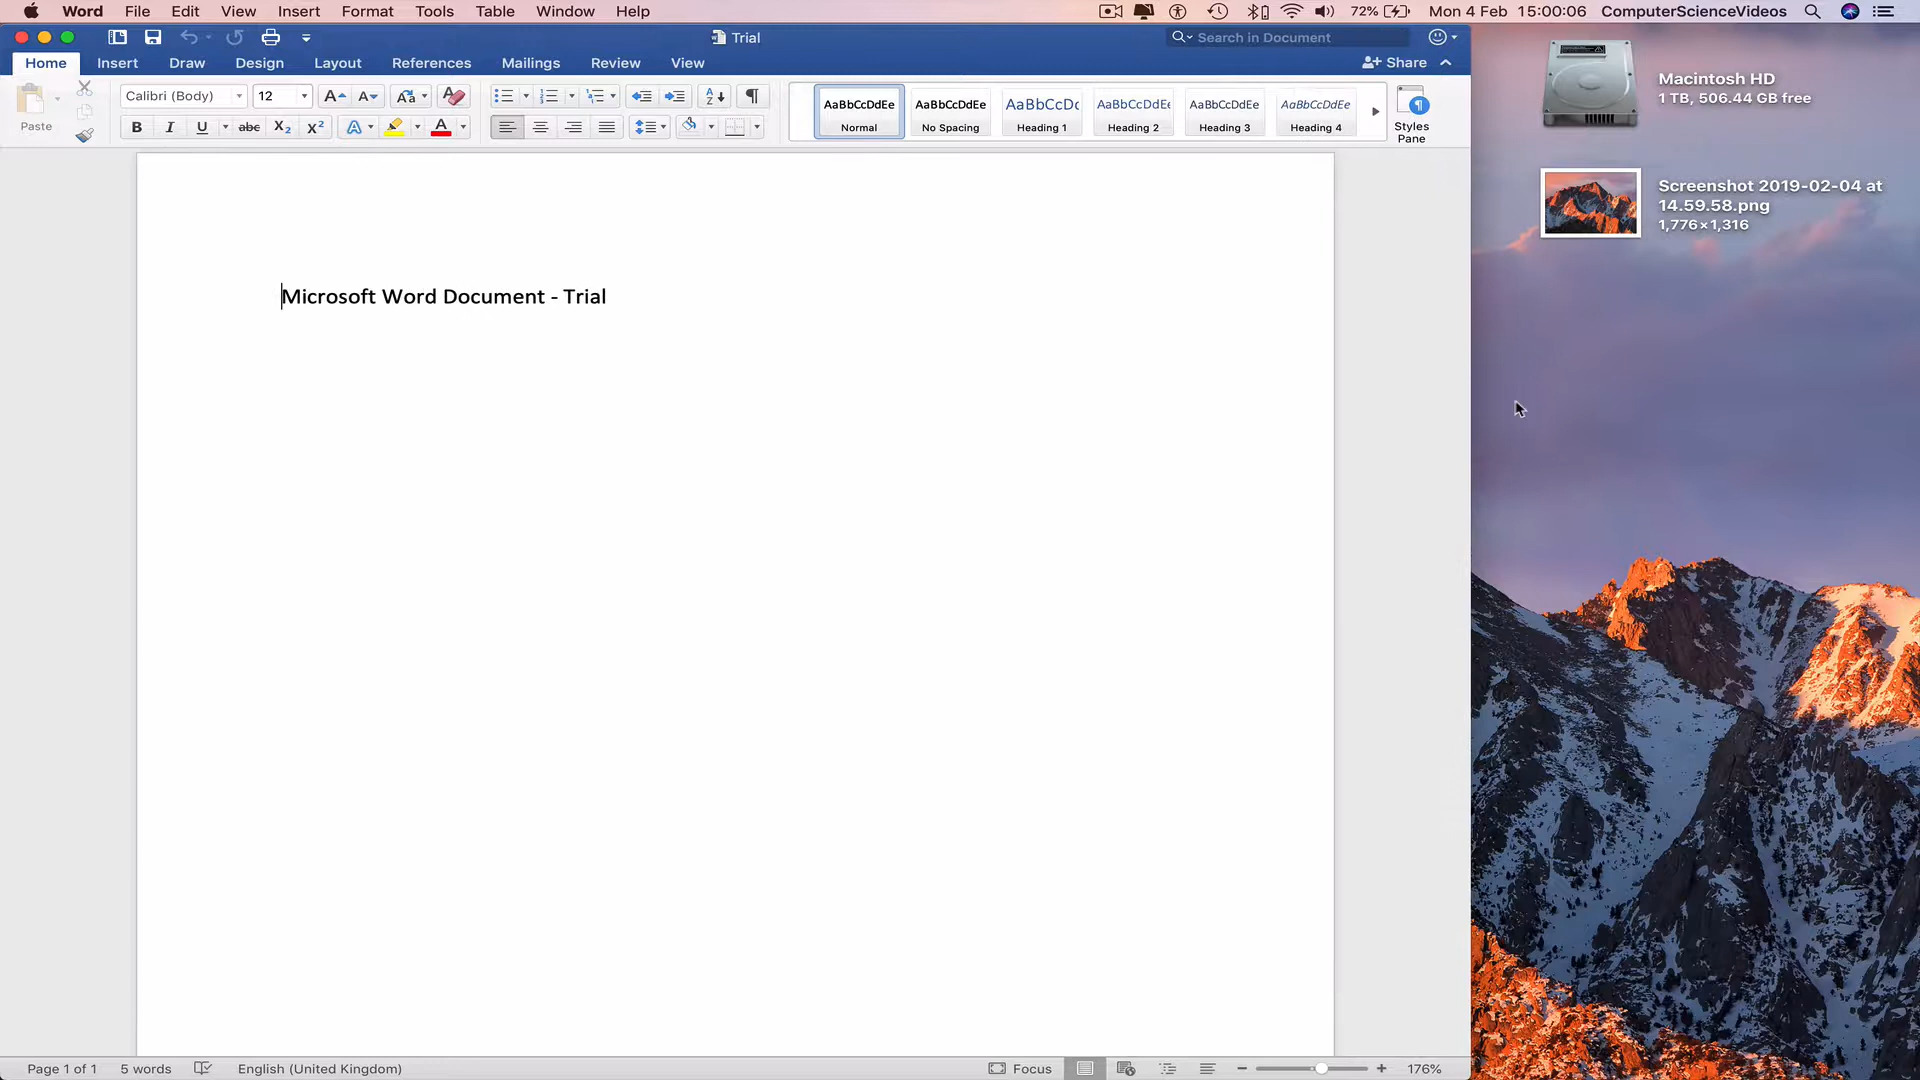 Word File Edit View Insert Format Tools Table Window Help 72% Mon 4 Feb 15:00:06 ComputerScienceVideos
Trial Search in Document
Home Insert Draw Design Layout References Mailings Review View Share
Paste
Calibri (Body) 12
B I U abc X₂ X² A A
AaBbCcDdEe AaBbCcDdEe AaBbCcDc AaBbCcDdEe AaBbCcDdEe AaBbCcDdEe
Normal No Spacing Heading 1 Heading 2 Heading 3 Heading 4
Styles
Pane
Macintosh HD
1 TB, 506.44 GB free
Screenshot 2019-02-04 at
14.59.58.png
1,776×1,316
Microsoft Word Document - Trial
Page 1 of 1 5 words English (United Kingdom) Focus 176%